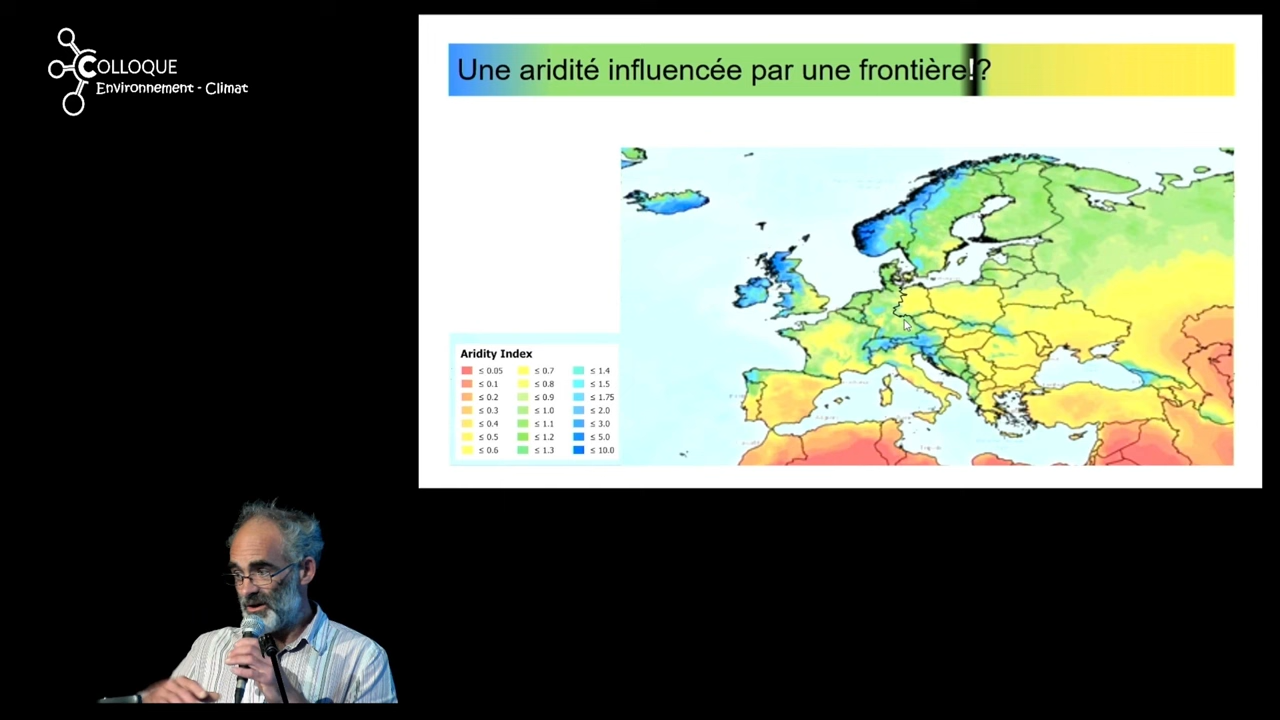 COLLOQUE
Environnement - Climat
Une aridité influencée par une frontière!?
Aridity Index
≤ 0.05 ≤ 0.7 ≤ 1.4
≤ 0.1 ≤ 0.8 ≤ 1.5
≤ 0.2 ≤ 0.9 ≤ 1.75
≤ 0.3 ≤ 1.0 ≤ 2.0
≤ 0.4 ≤ 1.1 ≤ 3.0
≤ 0.5 ≤ 1.2 ≤ 5.0
≤ 0.6 ≤ 1.3 ≤ 10.0